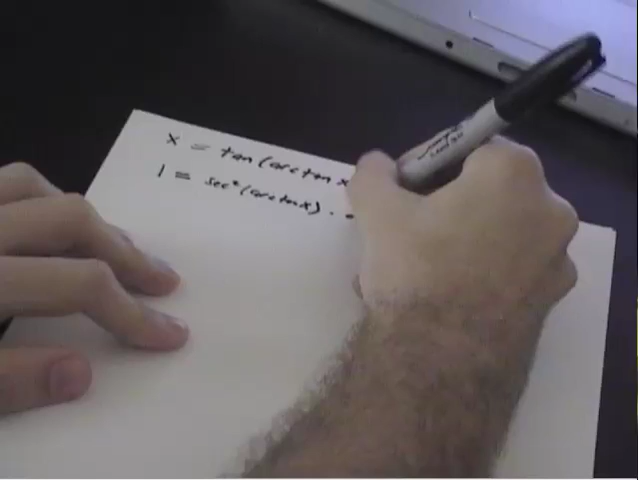 x = tan(arctan x
1 = sec²(arctan x) ·